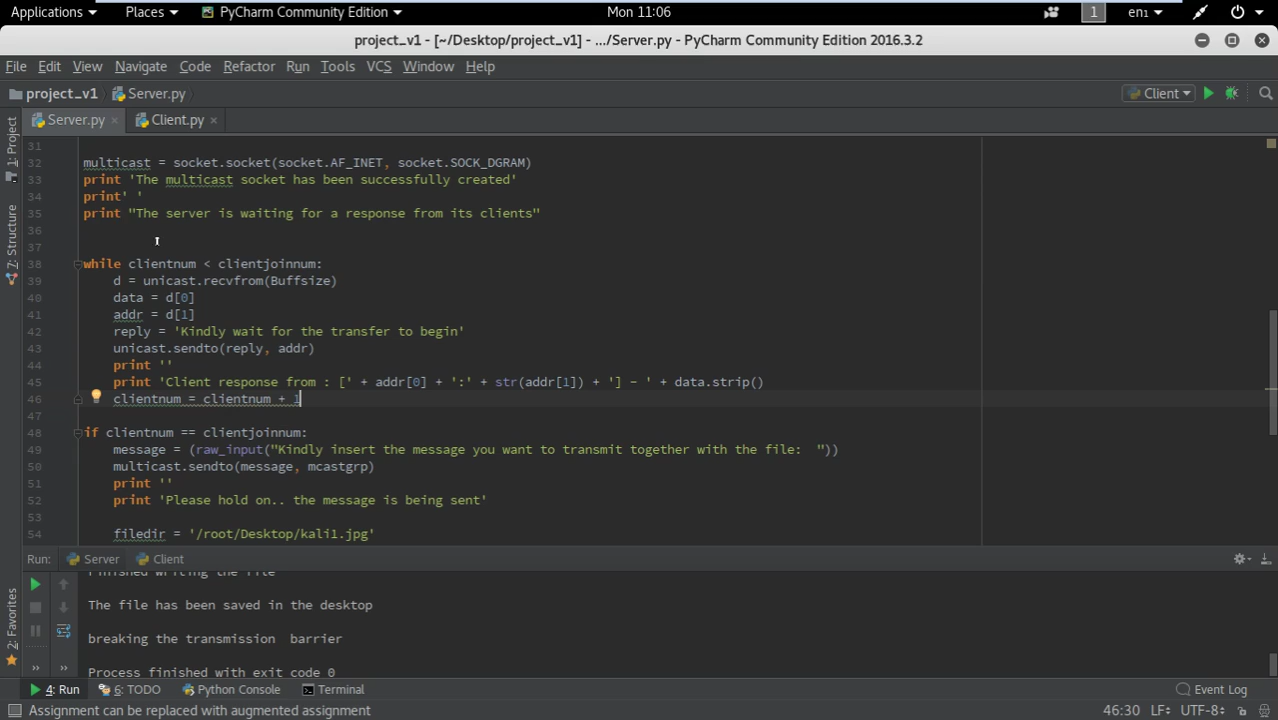 Applications Places PyCharm Community Edition Mon 11:06 1 en1
project_v1 - [~/Desktop/project_v1] - .../Server.py - PyCharm Community Edition 2016.3.2
File Edit View Navigate Code Refactor Run Tools VCS Window Help
project_v1 Server.py Client
Server.py Client.py
1: Project
7: Structure
2: Favorites
31
32 multicast = socket.socket(socket.AF_INET, socket.SOCK_DGRAM)
33 print 'The multicast socket has been successfully created'
34 print' '
35 print "The server is waiting for a response from its clients"
36
37
38 while clientnum < clientjoinnum:
39 d = unicast.recvfrom(Buffsize)
40 data = d[0]
41 addr = d[1]
42 reply = 'Kindly wait for the transfer to begin'
43 unicast.sendto(reply, addr)
44 print ''
45 print 'Client response from : [' + addr[0] + ':' + str(addr[1]) + '] - ' + data.strip()
46 clientnum = clientnum + 1
47
48 if clientnum == clientjoinnum:
49 message = (raw_input("Kindly insert the message you want to transmit together with the file:  "))
50 multicast.sendto(message, mcastgrp)
51 print ''
52 print 'Please hold on.. the message is being sent'
53
54 filedir = '/root/Desktop/kali1.jpg'
Run: Server Client
Finished writing the file
The file has been saved in the desktop
breaking the transmission  barrier
Process finished with exit code 0
4: Run 6: TODO Python Console Terminal Event Log
Assignment can be replaced with augmented assignment 46:30 LF UTF-8